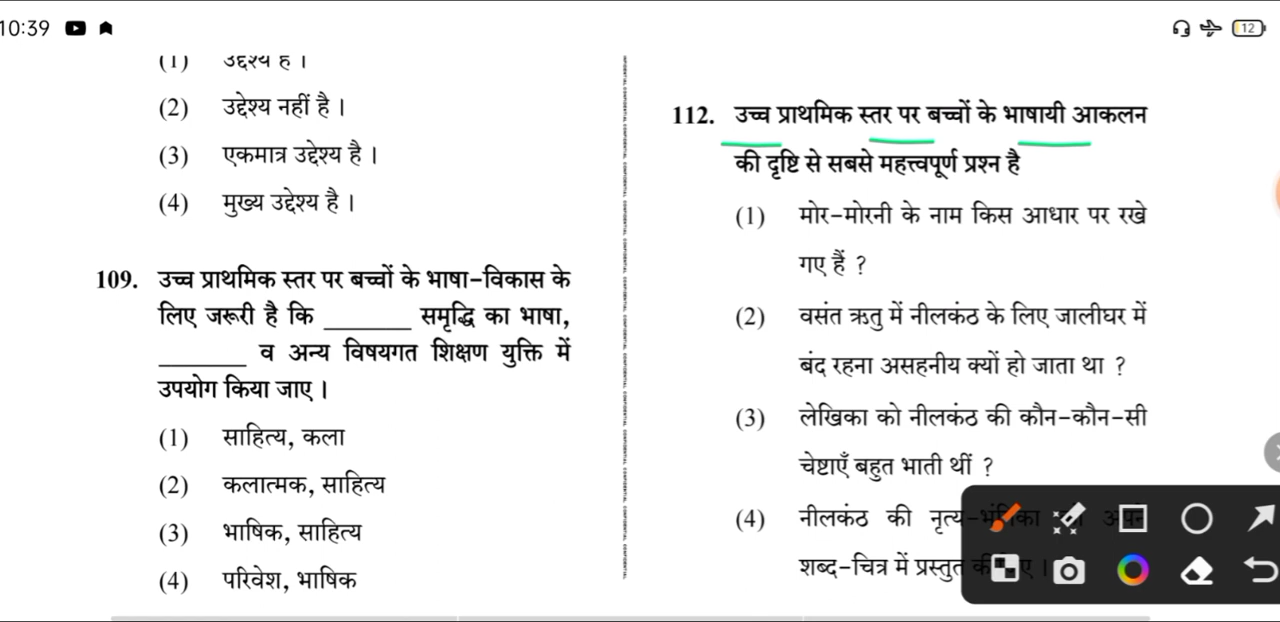 10:39
12
(1) उद्देश्य है ।
(2) उद्देश्य नहीं है ।
(3) एकमात्र उद्देश्य है ।
(4) मुख्य उद्देश्य है ।
109. उच्च प्राथमिक स्तर पर बच्चों के भाषा-विकास के
लिए जरूरी है कि ________ समृद्धि का भाषा,
________ व अन्य विषयगत शिक्षण युक्ति में
उपयोग किया जाए ।
(1) साहित्य, कला
(2) कलात्मक, साहित्य
(3) भाषिक, साहित्य
(4) परिवेश, भाषिक
112. उच्च प्राथमिक स्तर पर बच्चों के भाषायी आकलन
की दृष्टि से सबसे महत्त्वपूर्ण प्रश्न है
(1) मोर-मोरनी के नाम किस आधार पर रखे
गए हैं ?
(2) वसंत ऋतु में नीलकंठ के लिए जालीघर में
बंद रहना असहनीय क्यों हो जाता था ?
(3) लेखिका को नीलकंठ की कौन-कौन-सी
चेष्टाएँ बहुत भाती थीं ?
(4) नीलकंठ की नृत्य-
शब्द-चित्र में प्रस्तुत